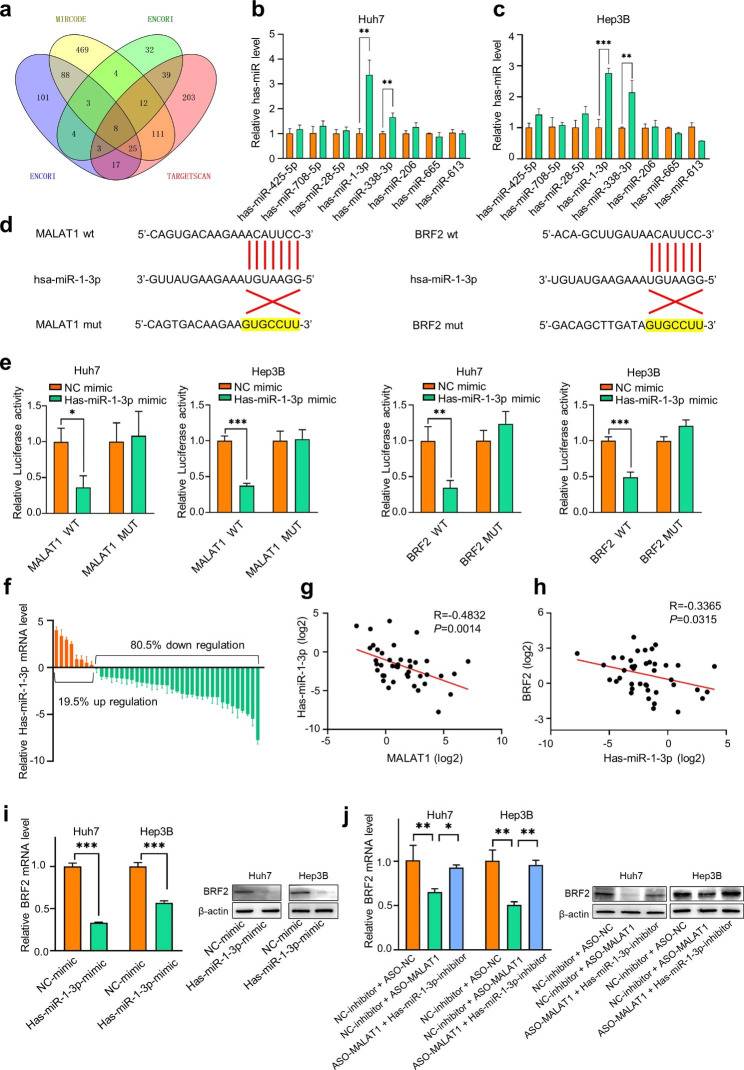 a
MIRCODE
ENCORI
469
32
88
4
39
101
3
12
203
8
4
111
3
25
17
ENCORI
TARGETSCAN
b
Huh7
Relative has-miR level
5
4
3
2
1
0
**
**
has-miR-425-5p
has-miR-708-5p
has-miR-28-5p
has-miR-1-3p
has-miR-338-3p
has-miR-206
has-miR-665
has-miR-613
c
Hep3B
Relative has-miR level
5
4
3
2
1
0
***
**
has-miR-425-5p
has-miR-708-5p
has-miR-28-5p
has-miR-1-3p
has-miR-338-3p
has-miR-206
has-miR-665
has-miR-613
d
MALAT1 wt 5'-CAGUGACAAGAAACAUUCC-3'
hsa-miR-1-3p 3'-GUUAUGAAGAAAUGUAAGG-5'
MALAT1 mut 5'-CAGTGACAAGAAGUGCCUU-3'
BRF2 wt 5'-ACA-GCUUGAUAACAUUCC-3'
hsa-miR-1-3p 3'-UGUAUGAAGAAAUGUAAGG-5'
BRF2 mut 5'-GACAGCTTGATAGUGCCUU-3'
e
Huh7
NC mimic
Has-miR-1-3p mimic
Relative Luciferase activity
1.5
1.0
0.5
0.0
*
MALAT1 WT
MALAT1 MUT
Hep3B
NC mimic
Has-miR-1-3p mimic
Relative Luciferase activity
1.5
1.0
0.5
0.0
***
MALAT1 WT
MALAT1 MUT
Huh7
NC mimic
Has-miR-1-3p mimic
Relative Luciferase activity
1.5
1.0
0.5
0.0
**
BRF2 WT
BRF2 MUT
Hep3B
NC mimic
Has-miR-1-3p mimic
Relative Luciferase activity
1.5
1.0
0.5
0.0
***
BRF2 WT
BRF2 MUT
f
Relative Has-miR-1-3p mRNA level
5
0
-5
-10
80.5% down regulation
19.5% up regulation
g
R=-0.4832
P=0.0014
Has-miR-1-3p (log2)
6
2
-2
-6
-10
-5
0
5
10
MALAT1 (log2)
h
R=-0.3365
P=0.0315
BRF2 (log2)
6
3
0
-3
-10
-5
0
5
Has-miR-1-3p (log2)
i
Relative BRF2 mRNA level
Huh7
Hep3B
***
***
1.0
0.5
0
NC-mimic
Has-miR-1-3p-mimic
NC-mimic
Has-miR-1-3p-mimic
Huh7
Hep3B
BRF2
β-actin
NC-mimic
Has-miR-1-3p-mimic
NC-mimic
Has-miR-1-3p-mimic
j
Relative BRF2 mRNA level
Huh7
Hep3B
**
*
**
**
1.0
0.5
0.0
NC-inhibitor + ASO-NC
NC-inhibitor + ASO-MALAT1
ASO-MALAT1 + Has-miR-1-3p-inhibitor
NC-inhibitor + ASO-NC
NC-inhibitor + ASO-MALAT1
ASO-MALAT1 + Has-miR-1-3p-inhibitor
Huh7
Hep3B
BRF2
β-actin
NC-inhibitor + ASO-NC
NC-inhibitor + ASO-MALAT1
ASO-MALAT1 + Has-miR-1-3p-inhibitor
NC-inhibitor + ASO-NC
NC-inhibitor + ASO-MALAT1
ASO-MALAT1 + Has-miR-1-3p-inhibitor